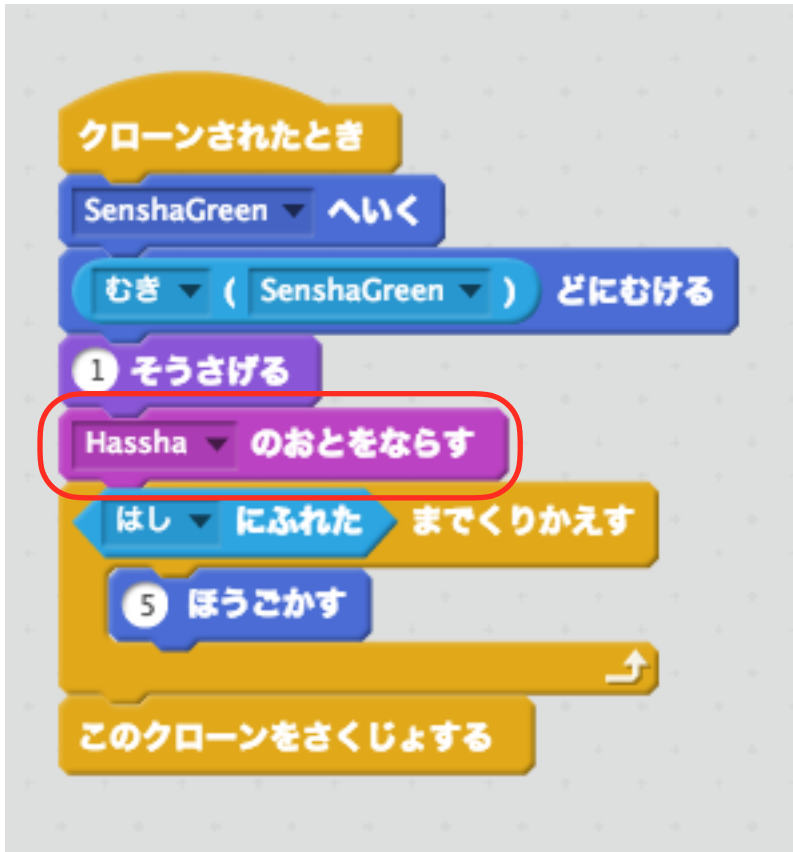 クローンされたとき
SenshaGreen へいく
むき ( SenshaGreen ) どにむける
1 そうさげる
Hassha のおとをならす
はし にふれた までくりかえす
5 ほうごかす
このクローンをさくじょする